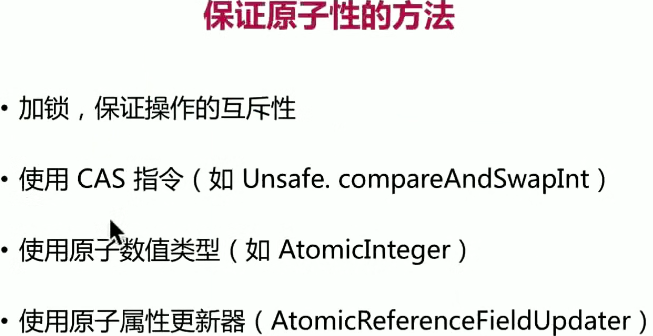 保证原子性的方法
• 加锁，保证操作的互斥性
• 使用 CAS 指令（如 Unsafe. compareAndSwapInt）
• 使用原子数值类型（如 AtomicInteger）
• 使用原子属性更新器（AtomicReferenceFieldUpdater）